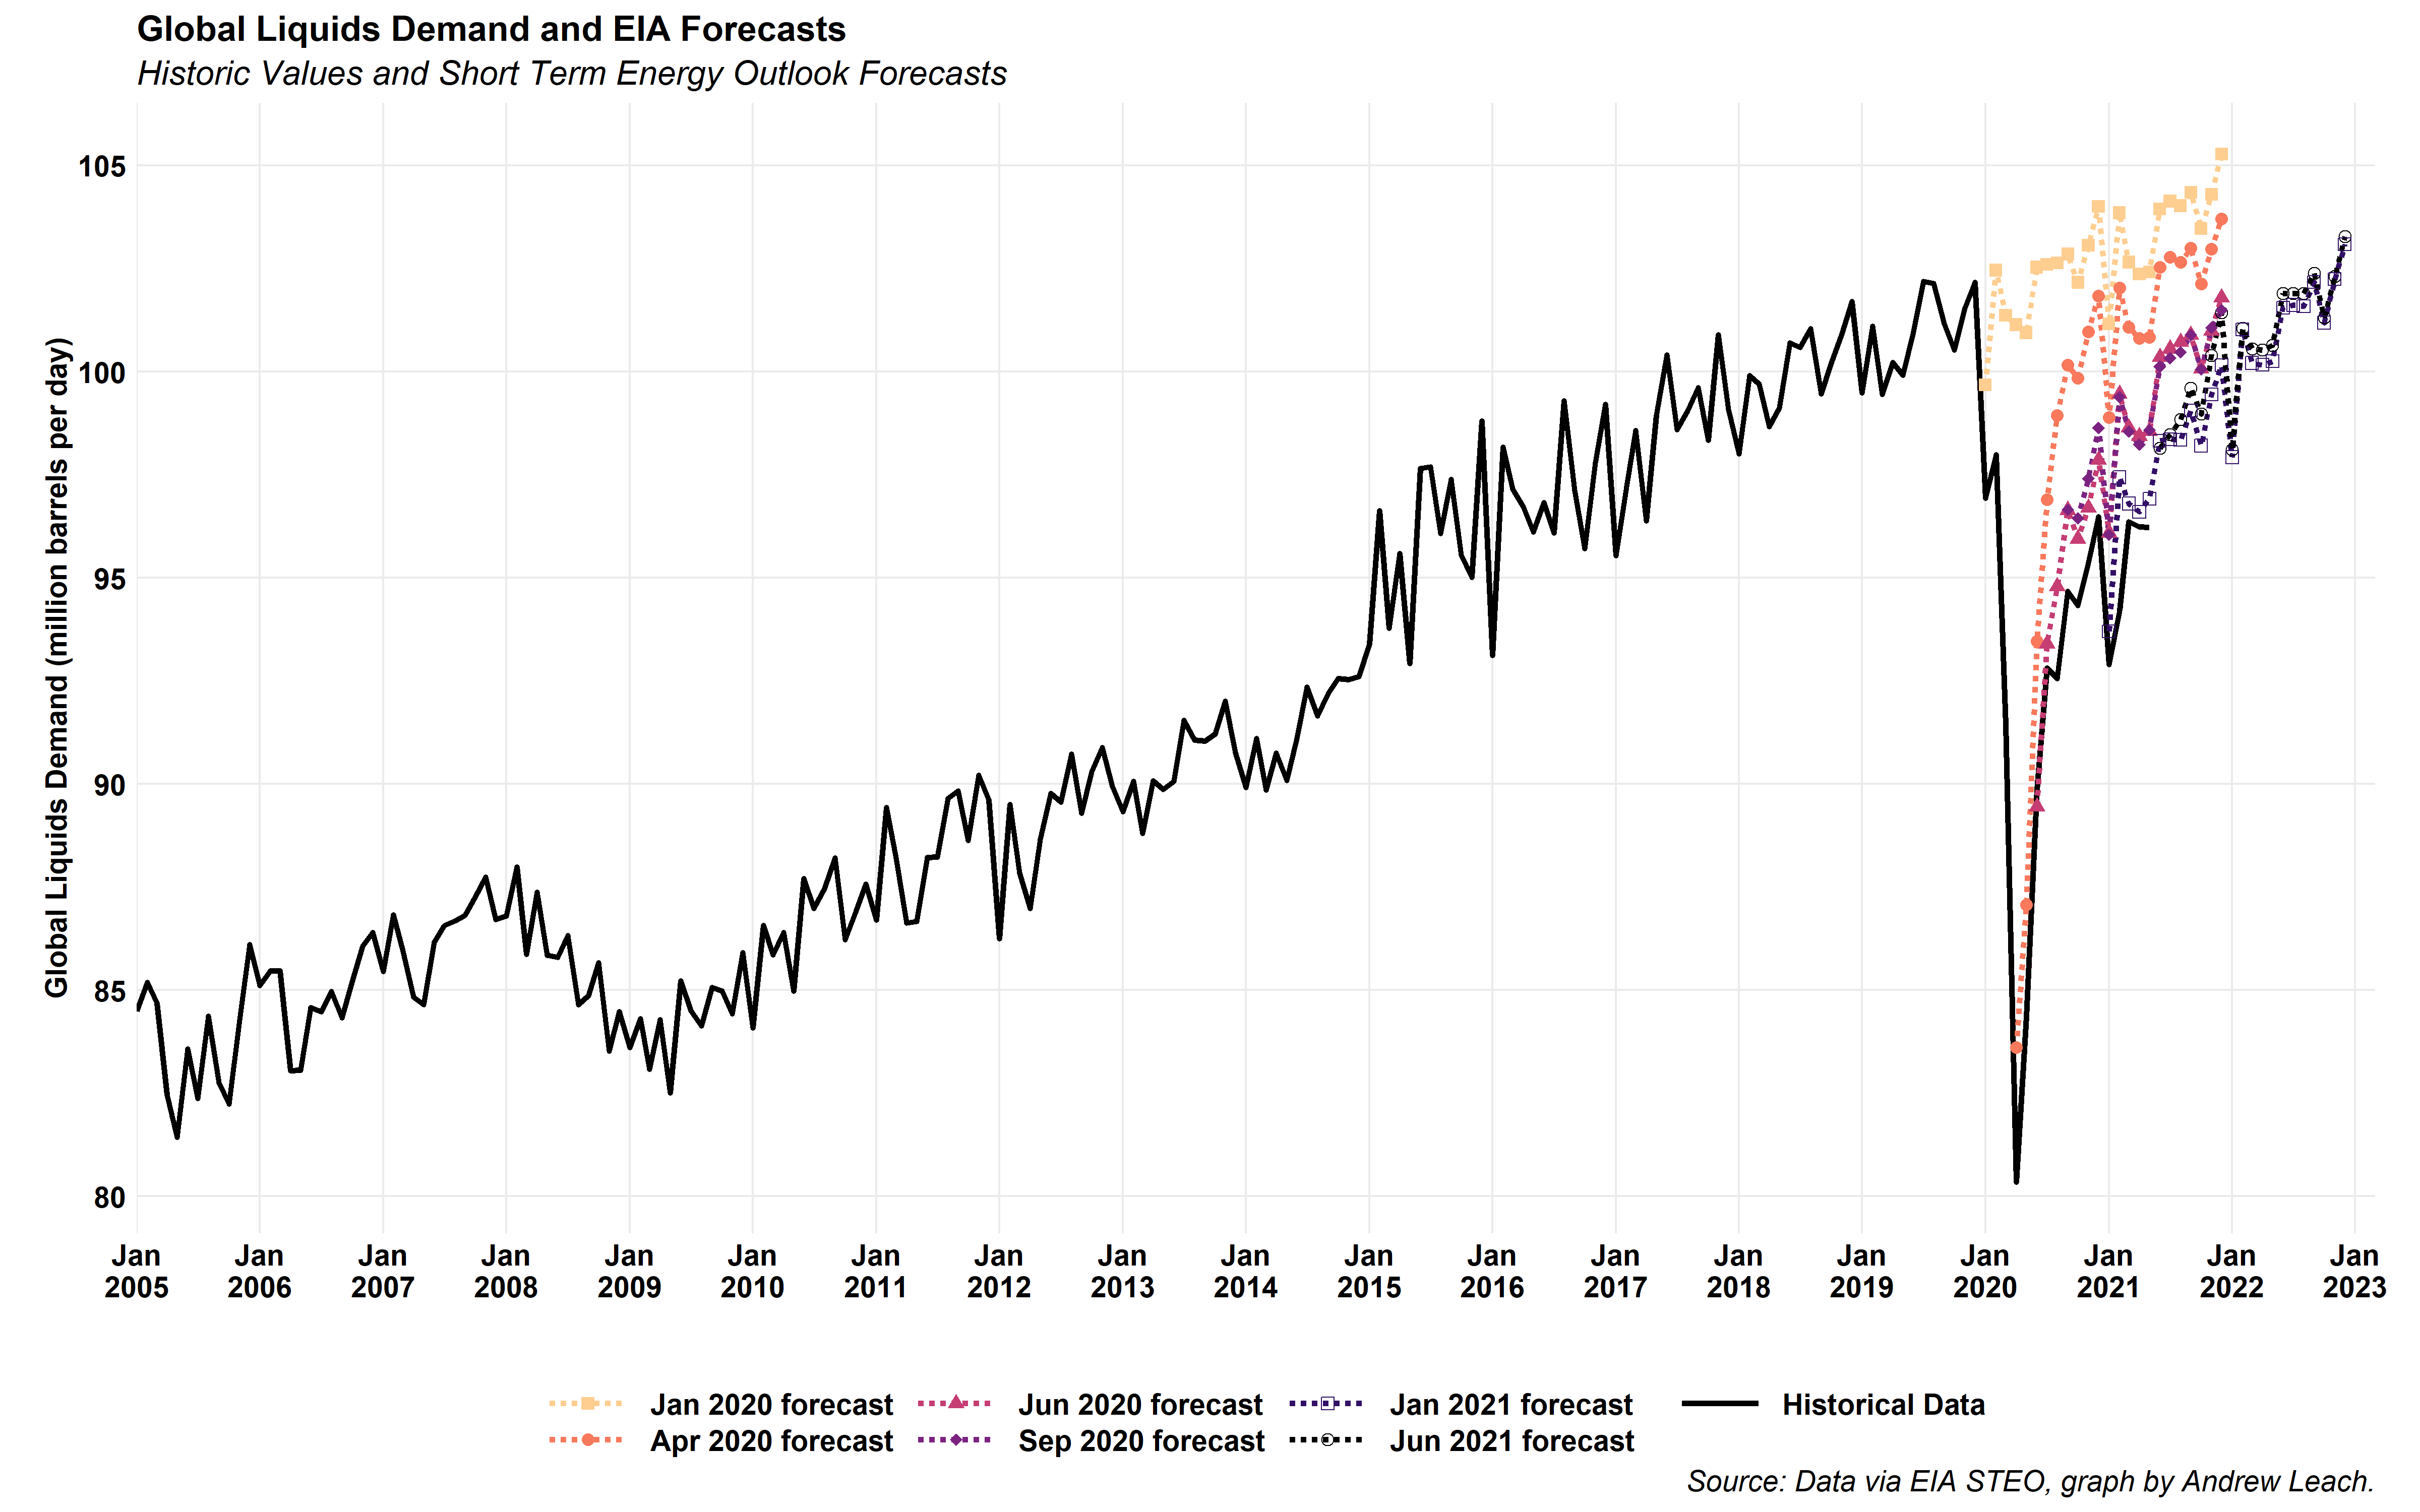 Global Liquids Demand and EIA Forecasts
Historic Values and Short Term Energy Outlook Forecasts
Global Liquids Demand (million barrels per day)
105
100
95
90
85
80
Jan 2005
Jan 2006
Jan 2007
Jan 2008
Jan 2009
Jan 2010
Jan 2011
Jan 2012
Jan 2013
Jan 2014
Jan 2015
Jan 2016
Jan 2017
Jan 2018
Jan 2019
Jan 2020
Jan 2021
Jan 2022
Jan 2023
Jan 2020 forecast
Apr 2020 forecast
Jun 2020 forecast
Sep 2020 forecast
Jan 2021 forecast
Jun 2021 forecast
Historical Data
Source: Data via EIA STEO, graph by Andrew Leach.